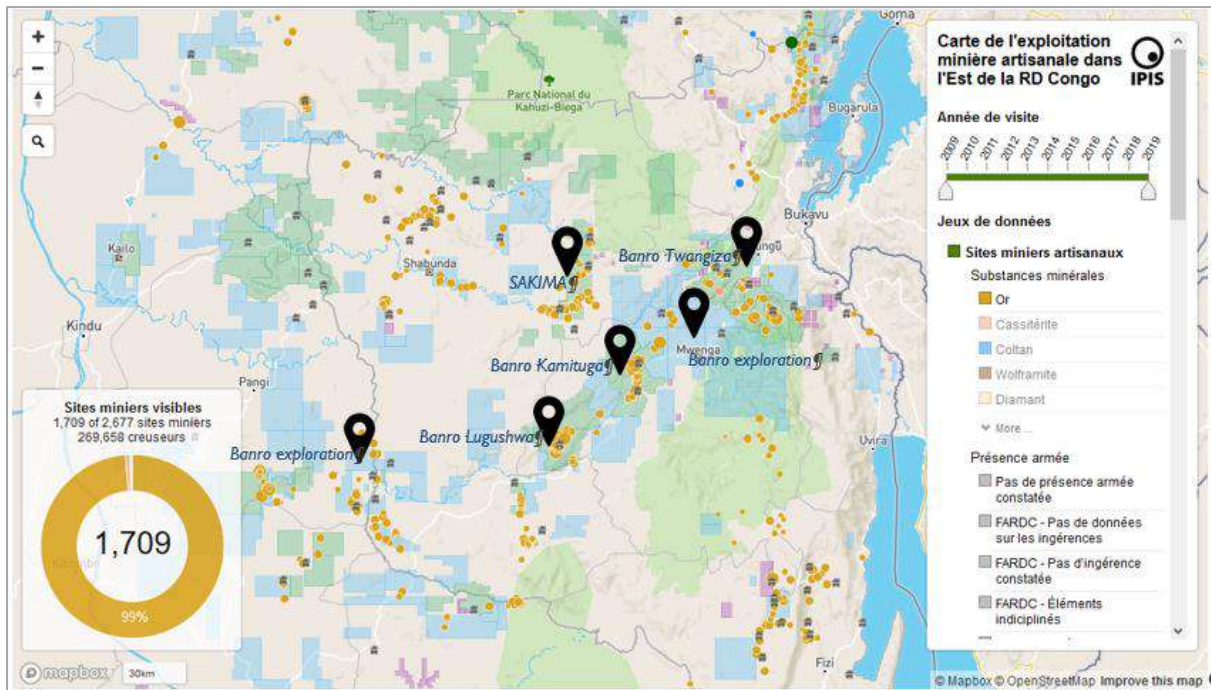 Goma
Carte de l'exploitation
minière artisanale dans
l'Est de la RD Congo
IPIS
Parc National du
Kahuzi-Biega
Bugarula
Année de visite
2009 2010 2011 2012 2013 2014 2015 2016 2017 2018 2019
Bukavu
Jeux de données
Kailo
Shabunda
Banro Twangiza¶
ungu
SAKIMA¶
Sites miniers artisanaux
Substances minérales
Or
Cassitérite
Coltan
Wolframite
Diamant
More ...
Kindu
Mwenga
Banro Kamituga¶
Banro exploration¶
Pangi
Sites miniers visibles
1,709 of 2,677 sites miniers
269,658 creuseurs
Banro Lugushwa¶
Banro exploration¶
Uvira
Présence armée
Pas de présence armée
constatée
FARDC - Pas de données
sur les ingérences
FARDC - Pas d'ingérence
constatée
FARDC - Éléments
indiciplinés
1,709
99%
Fizi
mapbox
30km
© Mapbox © OpenStreetMap Improve this map